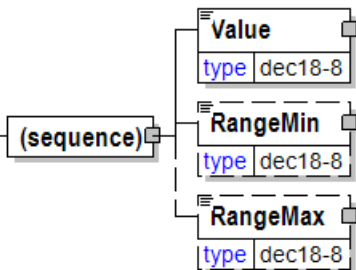 Value
type dec18-8
(sequence)
RangeMin
type dec18-8
RangeMax
type dec18-8